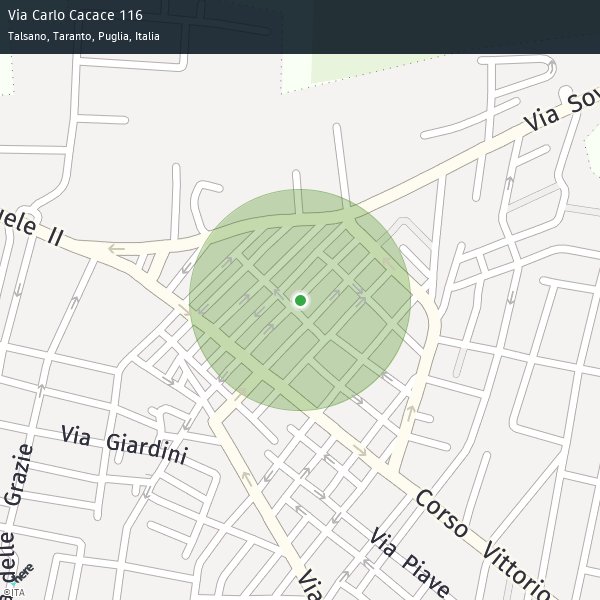 Via Carlo Cacace 116
Talsano, Taranto, Puglia, Italia
Via Sov
uele II
Via Giardini
a delle Grazie
Corso Vittorio
Via Piave
Via
here
©ITA